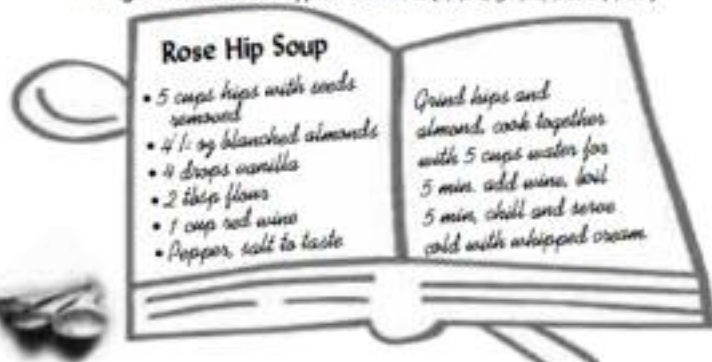 Rose Hip Soup
• 5 cups hips with seeds
removed
• 4 oz blanched almonds
• 4 drops vanilla
• 2 tbsp flour
• 1 cup red wine
• Pepper, salt to taste
Grind hips and
almond, cook together
with 5 cups water for
5 min. add wine, boil
5 min, chill and serve
cold with whipped cream